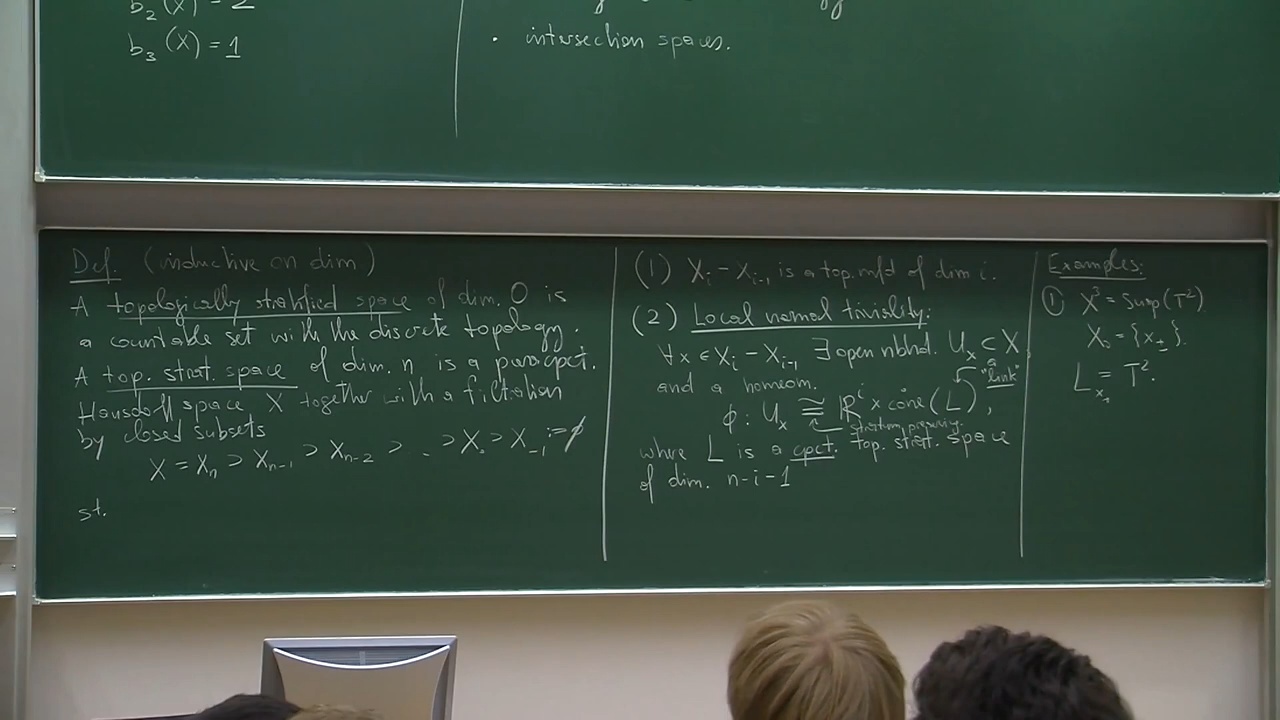 b₂(X) = 2
b₃(X) = 1
• intersection spaces.
Def. (inductive on dim)
A topologically stratified space of dim. 0 is
a countable set with the discrete topology.
A top. strat. space of dim. n is a paracpct.
Hausdorff space X together with a filtration
by closed subsets
X = Xₙ ⊃ Xₙ₋₁ ⊃ Xₙ₋₂ ⊃ ... ⊃ X₀ ⊃ X₋₁ := ∅
st.
(1) Xᵢ - Xᵢ₋₁ is a top. mfd of dim i.
(2) Local normal triviality:
∀x ∈ Xᵢ - Xᵢ₋₁ ∃ open nbhd. Uₓ ⊂ X
and a homeom. "link"
φ: Uₓ ≅ ℝⁱ × cone(L),
stratum preserving.
where L is a cpct. top. strat. space
of dim. n-i-1
Examples:
① X³ = Susp(T²)
X₀ = {x±}.
L = T².